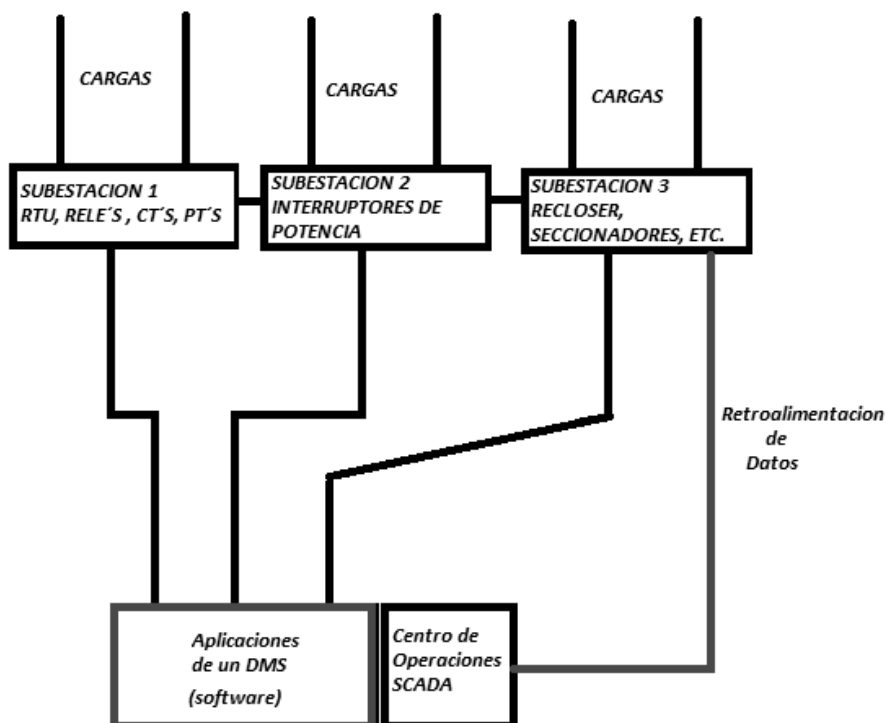 CARGAS
CARGAS
CARGAS
SUBESTACION 1
RTU, RELE´S , CT´S, PT´S
SUBESTACION 2
INTERRUPTORES DE
POTENCIA
SUBESTACION 3
RECLOSER,
SECCIONADORES, ETC.
Retroalimentacion
de
Datos
Aplicaciones
de un DMS
(software)
Centro de
Operaciones
SCADA